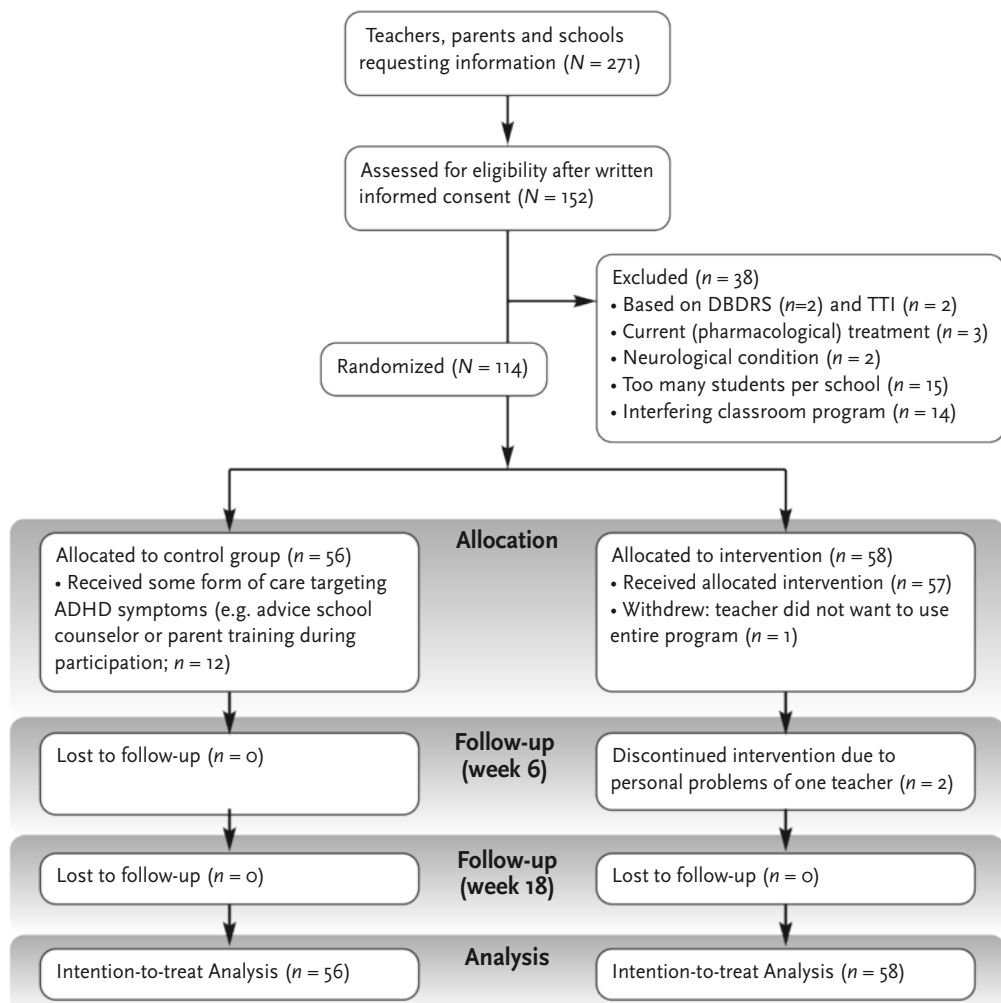 Teachers, parents and schools
requesting information (N = 271)
Assessed for eligibility after written
informed consent (N = 152)
Excluded (n = 38)
• Based on DBDRS (n=2) and TTI (n = 2)
• Current (pharmacological) treatment (n = 3)
• Neurological condition (n = 2)
• Too many students per school (n = 15)
• Interfering classroom program (n = 14)
Randomized (N = 114)
Allocation
Allocated to control group (n = 56)
• Received some form of care targeting
ADHD symptoms (e.g. advice school
counselor or parent training during
participation; n = 12)
Allocated to intervention (n = 58)
• Received allocated intervention (n = 57)
• Withdrew: teacher did not want to use
entire program (n = 1)
Follow-up
(week 6)
Lost to follow-up (n = 0)
Discontinued intervention due to
personal problems of one teacher (n = 2)
Follow-up
(week 18)
Lost to follow-up (n = 0)
Lost to follow-up (n = 0)
Analysis
Intention-to-treat Analysis (n = 56)
Intention-to-treat Analysis (n = 58)